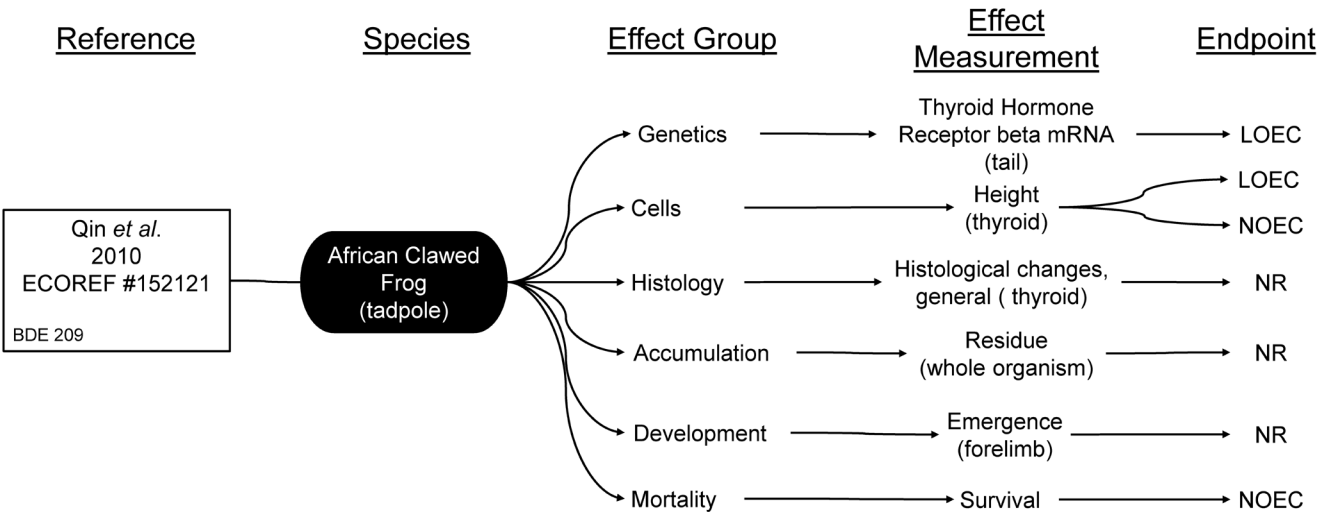 Reference
Species
Effect Group
Effect
Measurement
Endpoint
Qin et al.
2010
ECOREF #152121
BDE 209
African Clawed
Frog
(tadpole)
Genetics
Thyroid Hormone
Receptor beta mRNA
(tail)
LOEC
Cells
Height
(thyroid)
LOEC
NOEC
Histology
Histological changes,
general ( thyroid)
NR
Accumulation
Residue
(whole organism)
NR
Development
Emergence
(forelimb)
NR
Mortality
Survival
NOEC